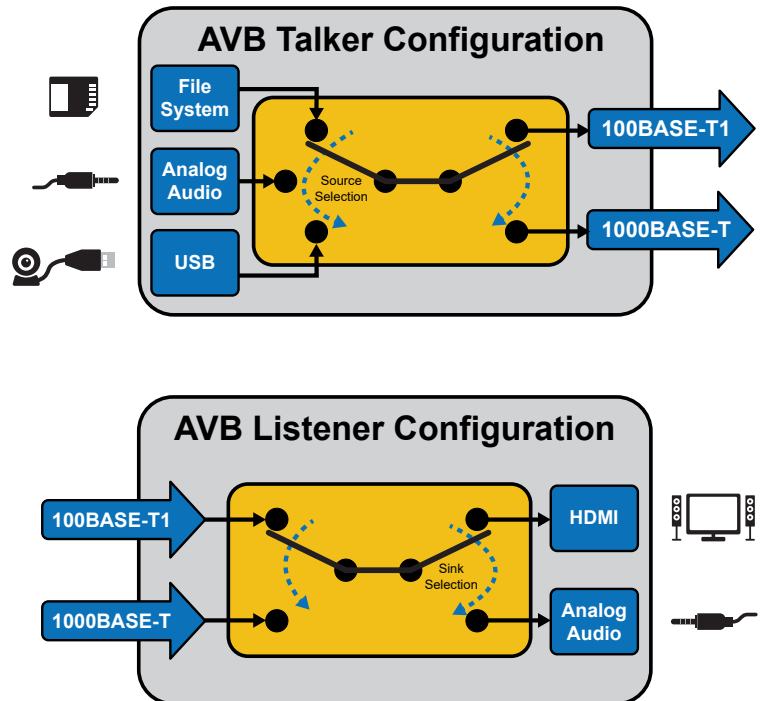 AVB Talker Configuration
File
System
Analog
Audio
USB
Source
Selection
100BASE-T1
1000BASE-T
AVB Listener Configuration
100BASE-T1
1000BASE-T
Sink
Selection
HDMI
Analog
Audio